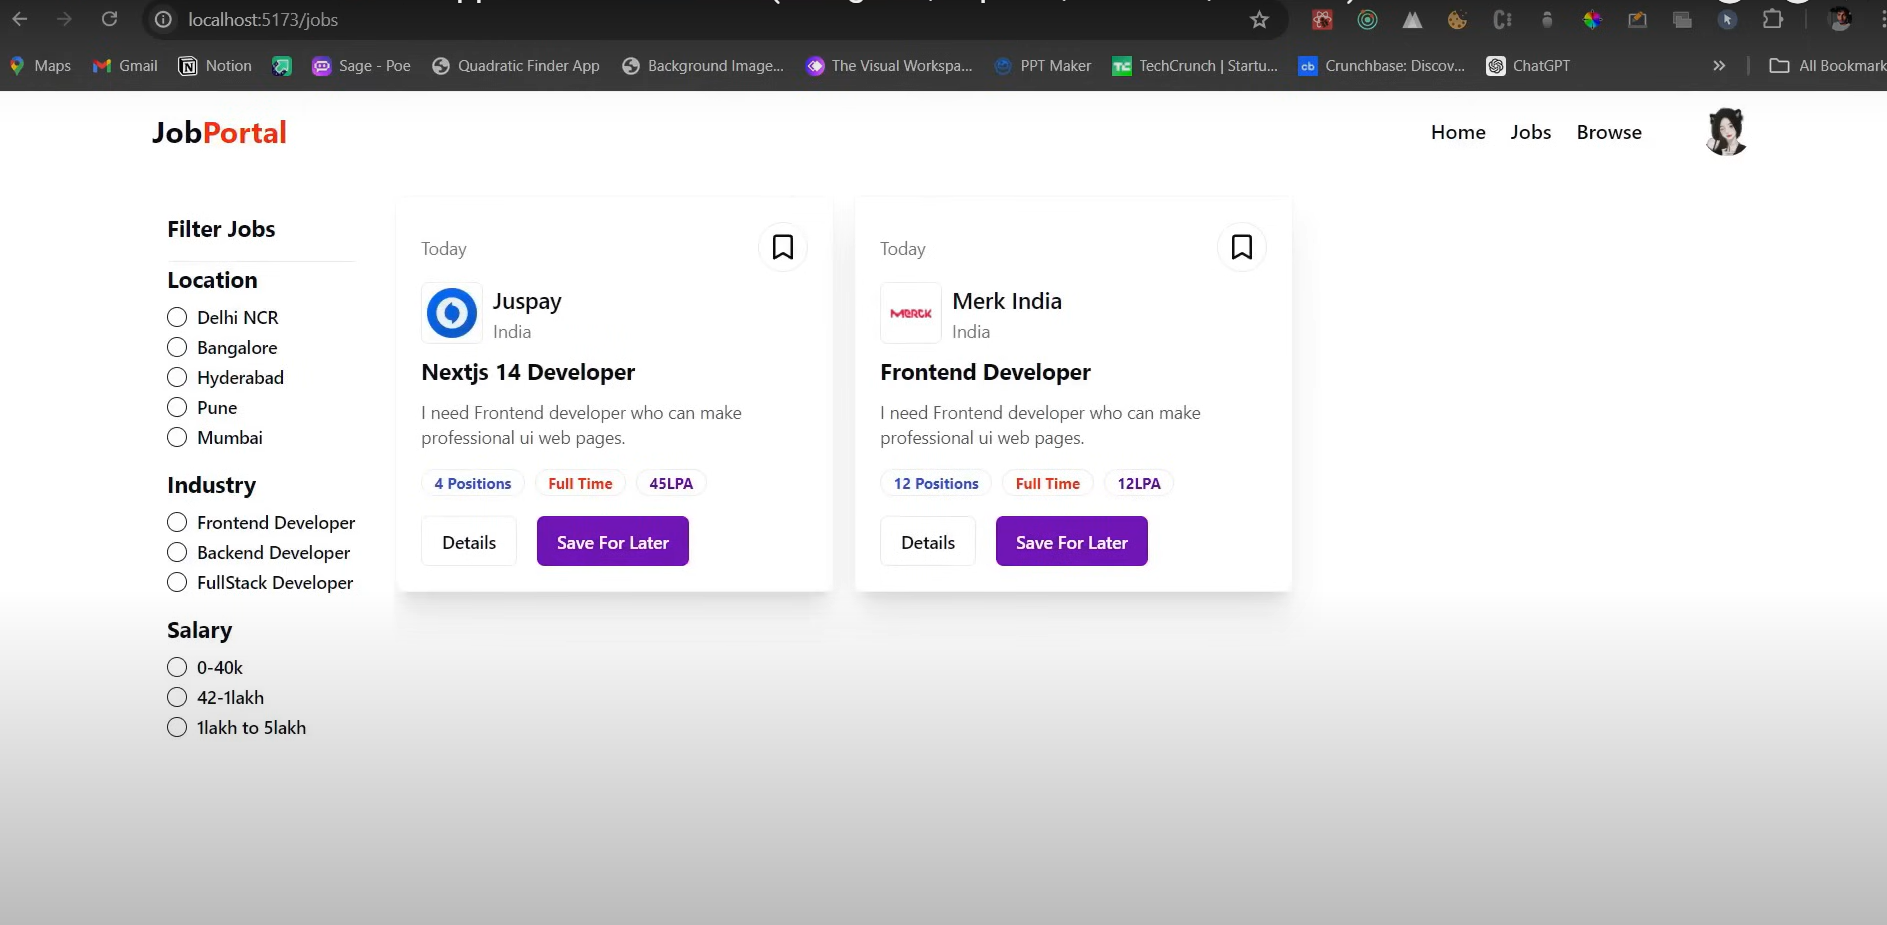 localhost:5173/jobs
Maps Gmail Notion Sage - Poe Quadratic Finder App Background Image... The Visual Workspa... PPT Maker TechCrunch | Startu... Crunchbase: Discov... ChatGPT » All Bookmark
JobPortal
Home Jobs Browse
Filter Jobs
Location
Delhi NCR
Bangalore
Hyderabad
Pune
Mumbai
Industry
Frontend Developer
Backend Developer
FullStack Developer
Salary
0-40k
42-1lakh
1lakh to 5lakh
Today
Juspay
India
Nextjs 14 Developer
I need Frontend developer who can make
professional ui web pages.
4 Positions Full Time 45LPA
Details Save For Later
Today
MERCK
Merk India
India
Frontend Developer
I need Frontend developer who can make
professional ui web pages.
12 Positions Full Time 12LPA
Details Save For Later